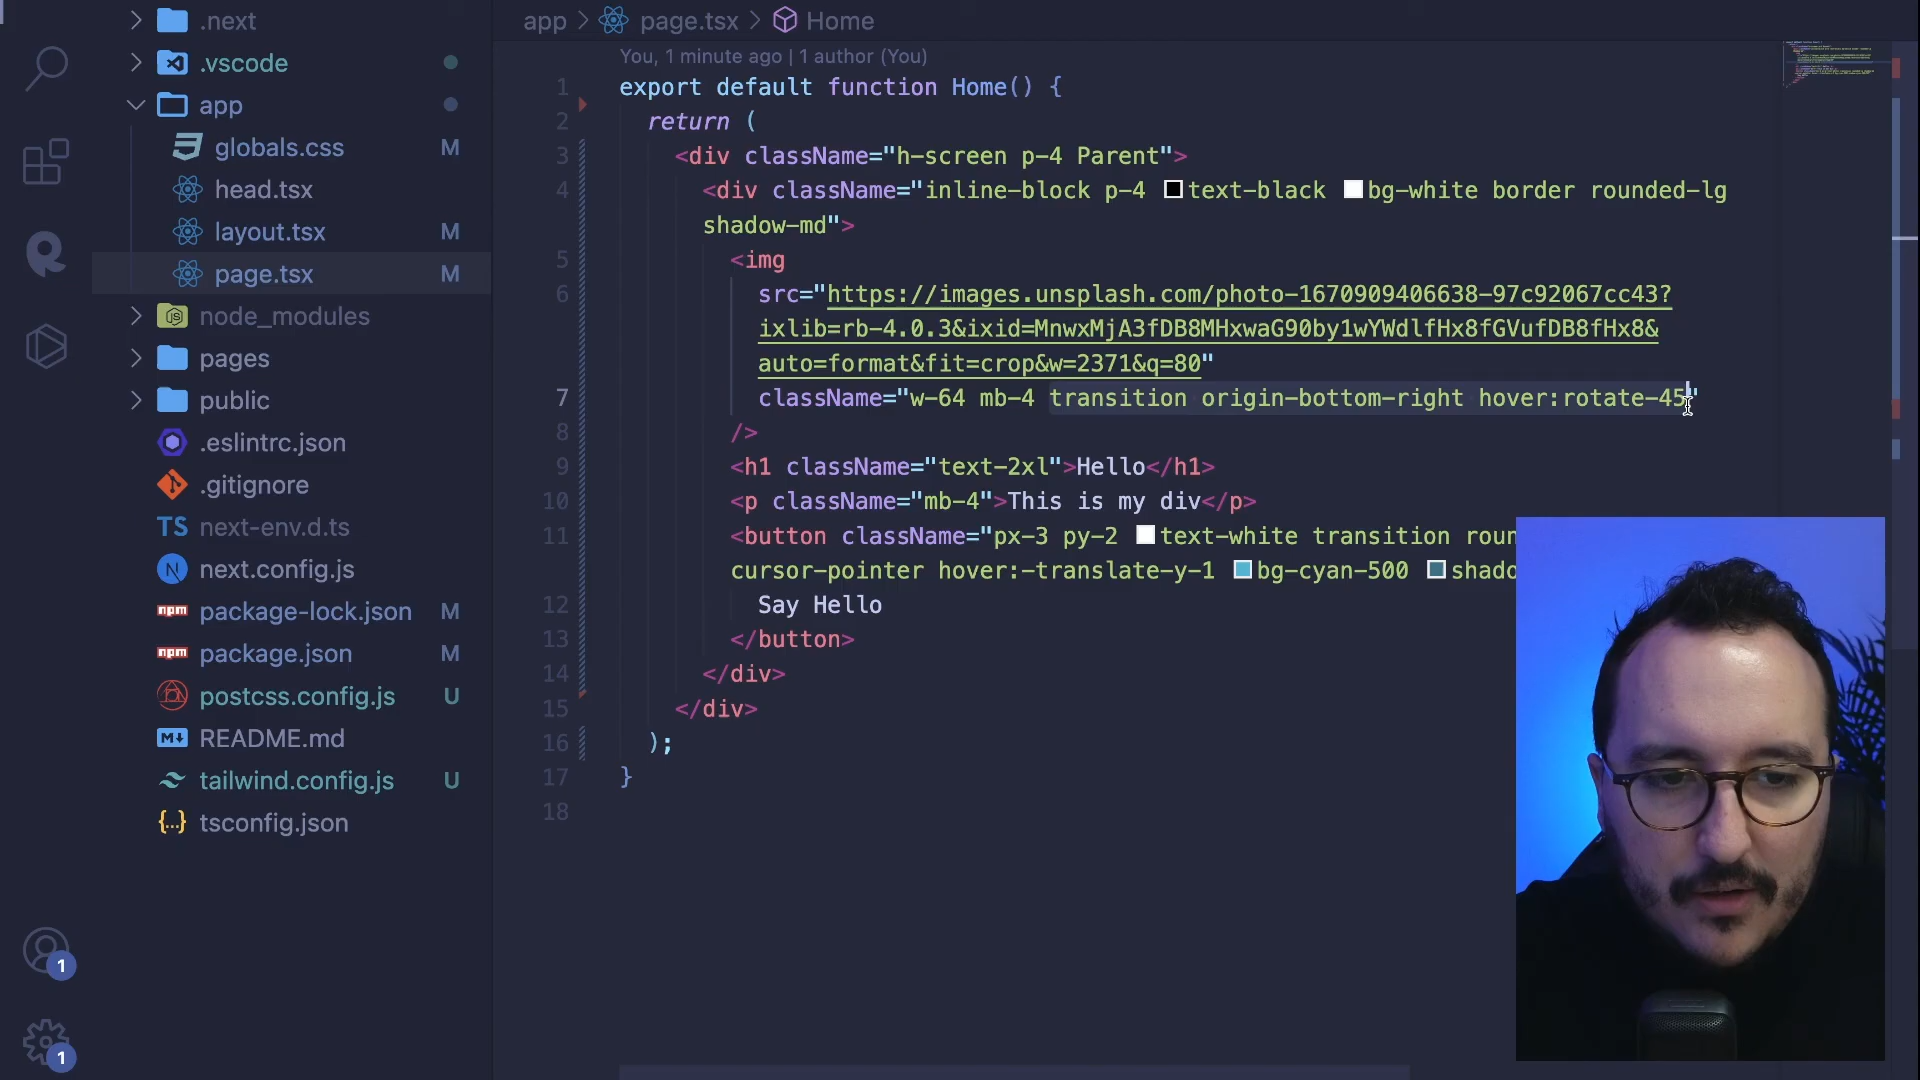 .next
.vscode
app
globals.css M
head.tsx
layout.tsx M
page.tsx M
node_modules
pages
public
.eslintrc.json
.gitignore
TS next-env.d.ts
N next.config.js
npm package-lock.json M
npm package.json M
postcss.config.js U
M README.md
tailwind.config.js U
{...} tsconfig.json
1
1
app > page.tsx > Home
You, 1 minute ago | 1 author (You)
1 export default function Home() {
2 return (
3 <div className="h-screen p-4 Parent">
4 <div className="inline-block p-4 text-black bg-white border rounded-lg
shadow-md">
5 <img
6 src="https://images.unsplash.com/photo-1670909406638-97c92067cc43?
ixlib=rb-4.0.3&ixid=MnwxMjA3fDB8MHxwaG90by1wYWdlfHx8fGVufDB8fHx8&
auto=format&fit=crop&w=2371&q=80"
7 className="w-64 mb-4 transition origin-bottom-right hover:rotate-45"
8 />
9 <h1 className="text-2xl">Hello</h1>
10 <p className="mb-4">This is my div</p>
11 <button className="px-3 py-2 text-white transition roun
cursor-pointer hover:-translate-y-1 bg-cyan-500 shado
12 Say Hello
13 </button>
14 </div>
15 </div>
16 );
17 }
18